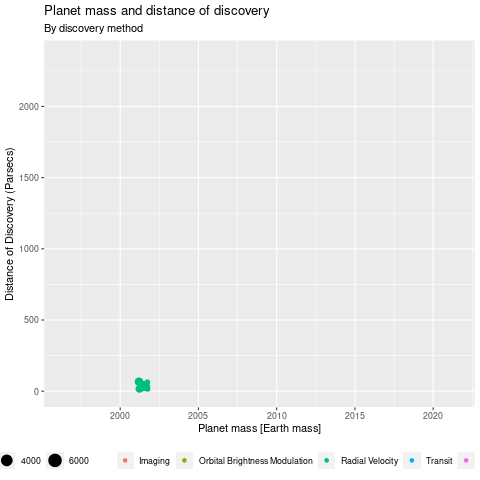 Planet mass and distance of discovery
By discovery method
Distance of Discovery (Parsecs)
2000
1500
1000
500
0
2000 2005 2010 2015 2020
Planet mass [Earth mass]
4000 6000 Imaging Orbital Brightness Modulation Radial Velocity Transit